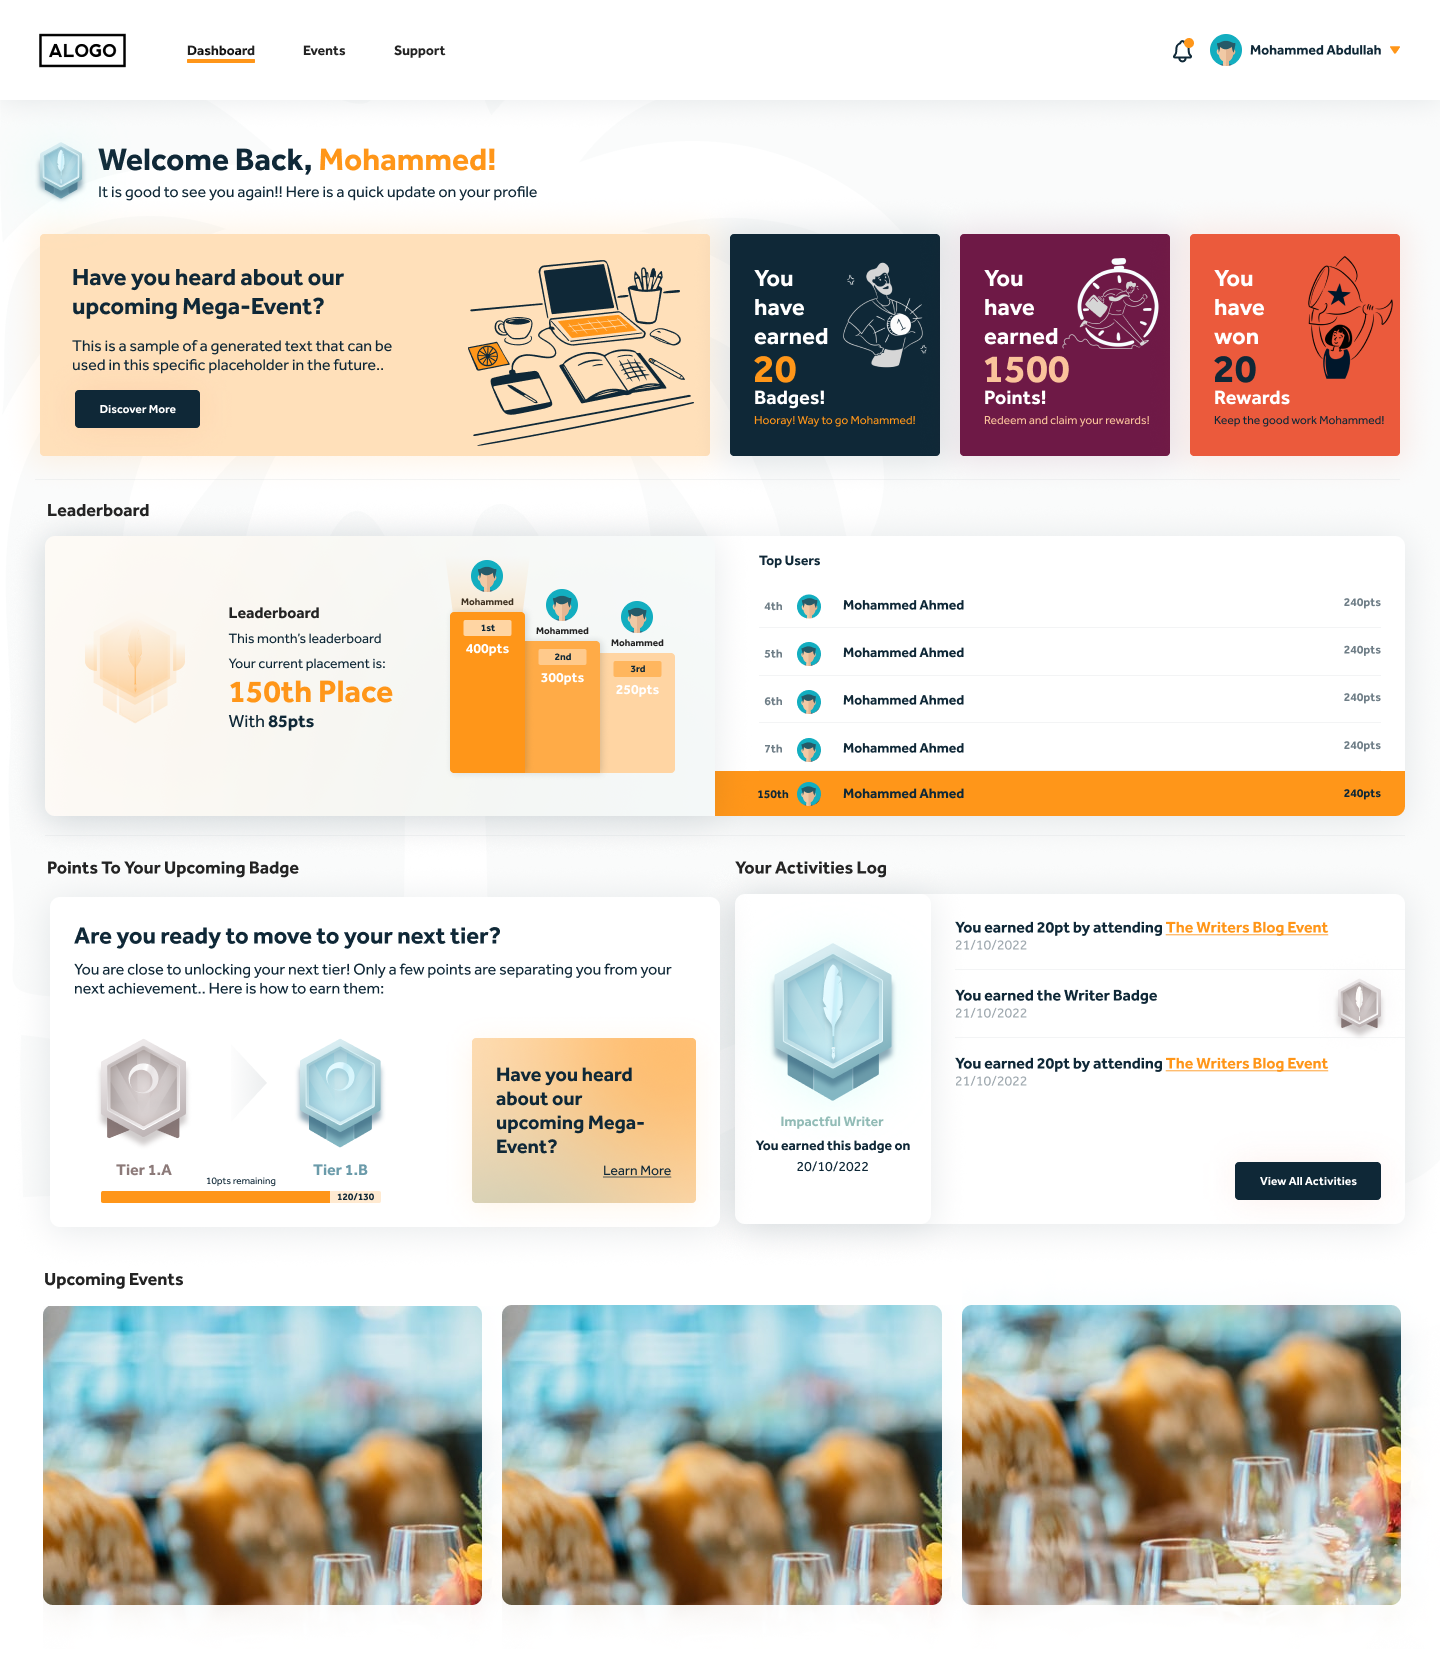 ALOGO
Dashboard
Events
Support
Mohammed Abdullah
Welcome Back, Mohammed!
It is good to see you again!! Here is a quick update on your profile
Have you heard about our
upcoming Mega-Event?
This is a sample of a generated text that can be
used in this specific placeholder in the future..
Discover More
You
have
earned
20
Badges!
Hooray! Way to go Mohammed!
1
You
have
earned
1500
Points!
Redeem and claim your rewards!
You
have
won
20
Rewards
Keep the good work Mohammed!
Leaderboard
Leaderboard
This month's leaderboard
Your current placement is:
150th Place
With 85pts
Mohammed
1st
400pts
Mohammed
2nd
300pts
Mohammed
3rd
250pts
Top Users
4th Mohammed Ahmed 240pts
5th Mohammed Ahmed 240pts
6th Mohammed Ahmed 240pts
7th Mohammed Ahmed 240pts
150th Mohammed Ahmed 240pts
Points To Your Upcoming Badge
Are you ready to move to your next tier?
You are close to unlocking your next tier! Only a few points are separating you from your
next achievement.. Here is how to earn them:
Tier 1.A
Tier 1.B
10pts remaining
120/130
Have you heard
about our
upcoming Mega-
Event?
Learn More
Your Activities Log
Impactful Writer
You earned this badge on
20/10/2022
You earned 20pt by attending The Writers Blog Event
21/10/2022
You earned the Writer Badge
21/10/2022
You earned 20pt by attending The Writers Blog Event
21/10/2022
View All Activities
Upcoming Events